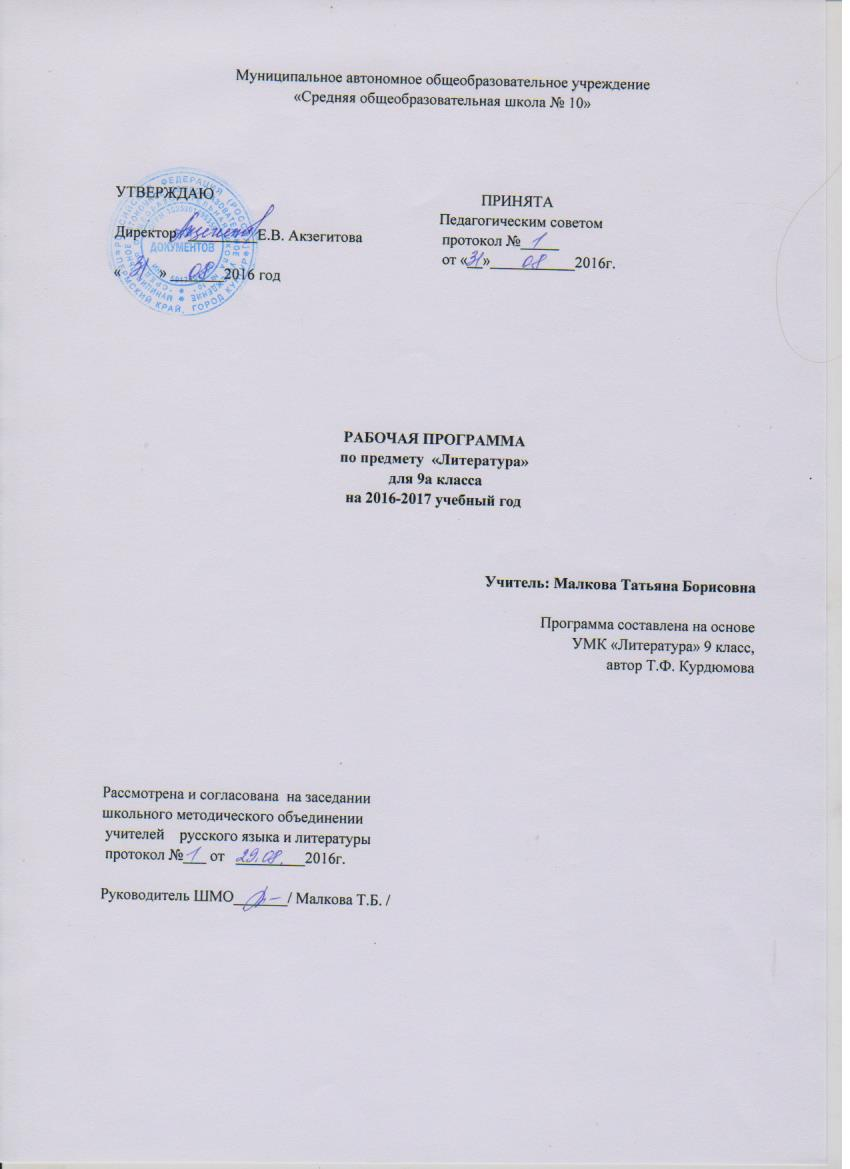 Муниципальное автономное общеобразовательное учреждение
«Средняя общеобразовательная школа № 10»
УТВЕРЖДАЮ
Директор ________Е.В. Акзегитова
«31» 08 2016 год
ДОКУМЕНТОВ
ПРИНЯТА
Педагогическим советом
протокол № 1
от «31» 08 2016г.
РАБОЧАЯ ПРОГРАММА
по предмету «Литература»
для 9а класса
на 2016-2017 учебный год
Учитель: Малкова Татьяна Борисовна
Программа составлена на основе
УМК «Литература» 9 класс,
автор Т.Ф. Курдюмова
Рассмотрена и согласована на заседании
школьного методического объединении
учителей русского языка и литературы
протокол № 1 от 29.08. 2016г.
Руководитель ШМО_______/ Малкова Т.Б. /